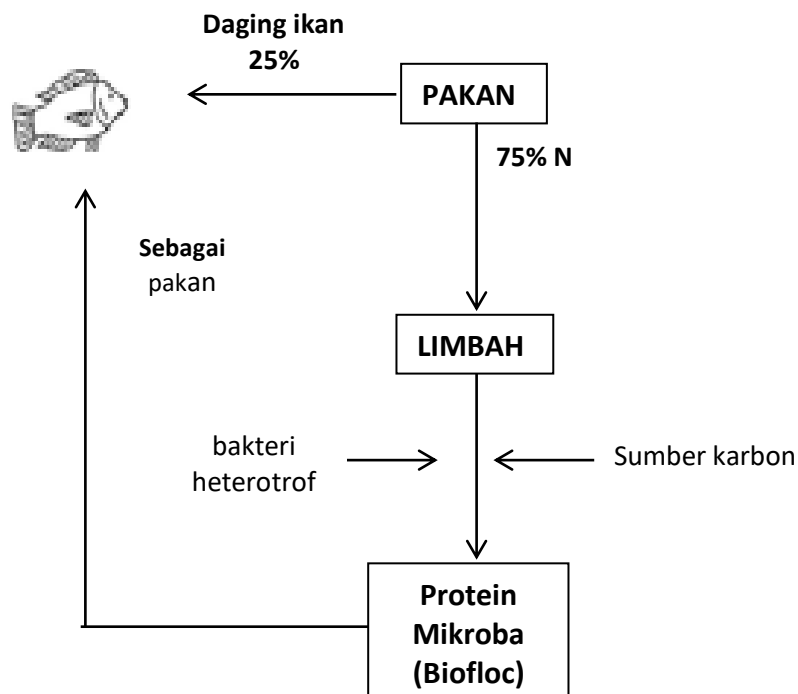 Daging ikan
25%
PAKAN
75% N
Sebagai
pakan
LIMBAH
bakteri
heterotrof
Sumber karbon
Protein
Mikroba
(Biofloc)